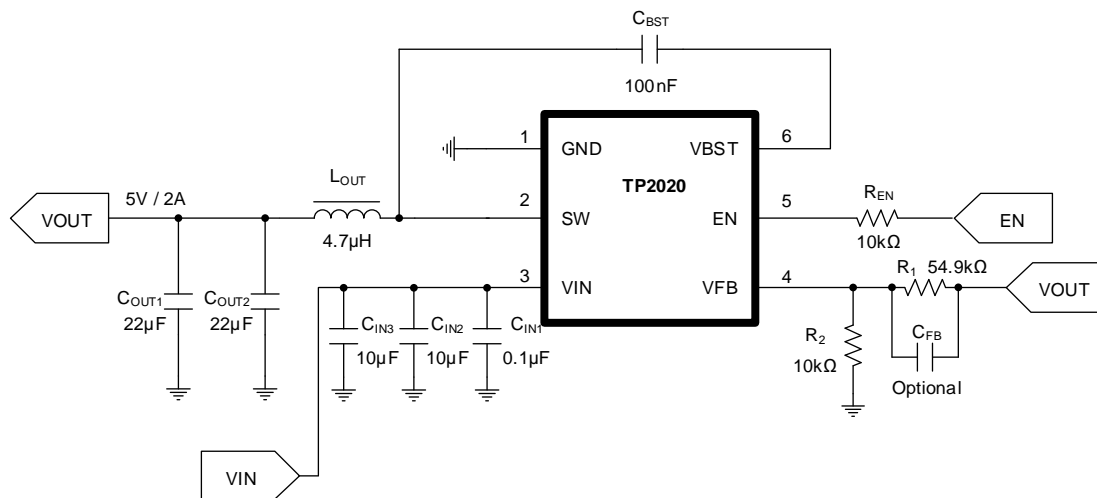 CBST
100nF
1
GND
VBST
6
TP2020
LOUT
5V / 2A
VOUT
2
SW
EN
5
REN
10kΩ
EN
4.7µH
3
VIN
VFB
4
R1
54.9kΩ
VOUT
COUT1
22µF
COUT2
22µF
CIN3
10µF
CIN2
10µF
CIN1
0.1µF
R2
10kΩ
CFB
Optional
VIN